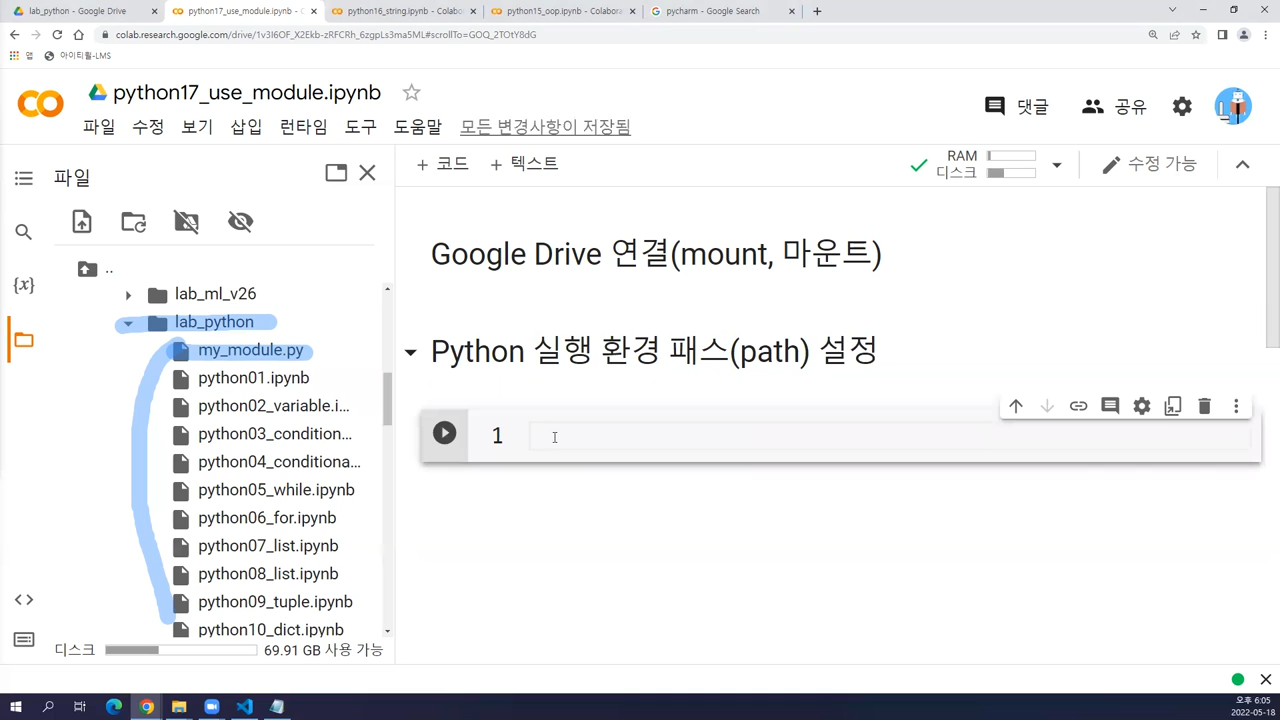 lab_python - Google Drive
python17_use_module.ipynb - C
python16_string.ipynb - Colabo
python15_oop.ipynb - Colabora
pycharm - Google Search
colab.research.google.com/drive/1v3I6OF_X2Ekb-zRFCRh_6zgpLs3ma5ML#scrollTo=GOQ_2TOtY8dG
앱
아이티윌-LMS
python17_use_module.ipynb
파일 수정 보기 삽입 런타임 도구 도움말 모든 변경사항이 저장됨
댓글
공유
파일
+ 코드
+ 텍스트
RAM
디스크
수정 가능
{x}
..
lab_ml_v26
lab_python
my_module.py
python01.ipynb
python02_variable.i...
python03_condition...
python04_conditiona...
python05_while.ipynb
python06_for.ipynb
python07_list.ipynb
python08_list.ipynb
python09_tuple.ipynb
python10_dict.ipynb
디스크
69.91 GB 사용 가능
Google Drive 연결(mount, 마운트)
Python 실행 환경 패스(path) 설정
1
오후 6:05
2022-05-18